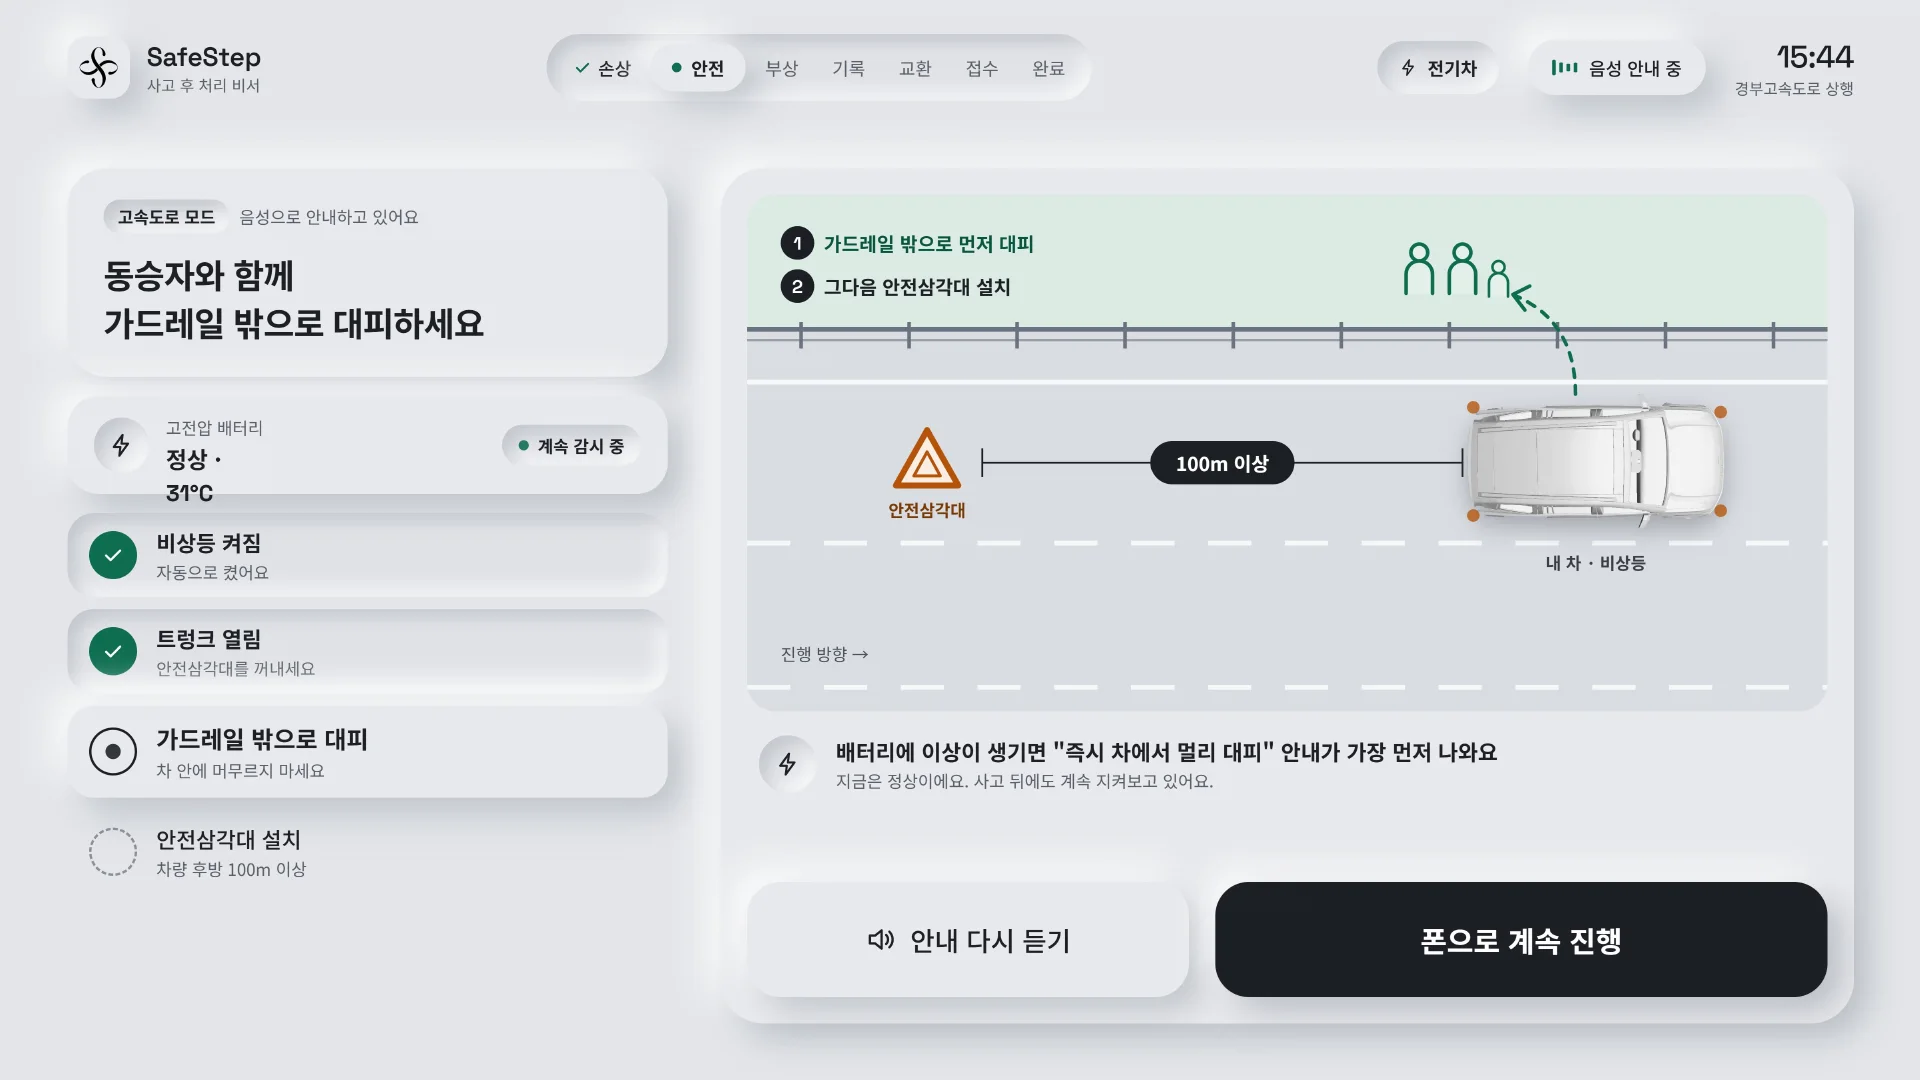 SafeStep
사고 후 처리 비서
손상
안전
부상
기록
교환
접수
완료
전기차
음성 안내 중
15:44
경부고속도로 상행
고속도로 모드
음성으로 안내하고 있어요
동승자와 함께
가드레일 밖으로 대피하세요
고전압 배터리
정상 ·
31°C
계속 감시 중
비상등 켜짐
자동으로 켰어요
트렁크 열림
안전삼각대를 꺼내세요
가드레일 밖으로 대피
차 안에 머무르지 마세요
안전삼각대 설치
차량 후방 100m 이상
1 가드레일 밖으로 먼저 대피
2 그다음 안전삼각대 설치
100m 이상
안전삼각대
내 차 · 비상등
진행 방향 →
배터리에 이상이 생기면 "즉시 차에서 멀리 대피" 안내가 가장 먼저 나와요
지금은 정상이에요. 사고 뒤에도 계속 지켜보고 있어요.
안내 다시 듣기
폰으로 계속 진행